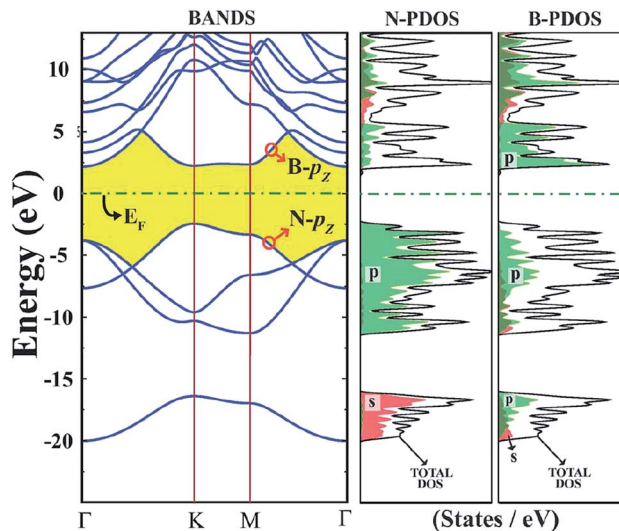 BANDS
N-PDOS
B-PDOS
Energy (eV)
10
5
0
-5
-10
-15
-20
B-pz
EF
N-pz
p
p
p
s
p
s
TOTAL
DOS
TOTAL
DOS
Γ
K
M
Γ
(States / eV)